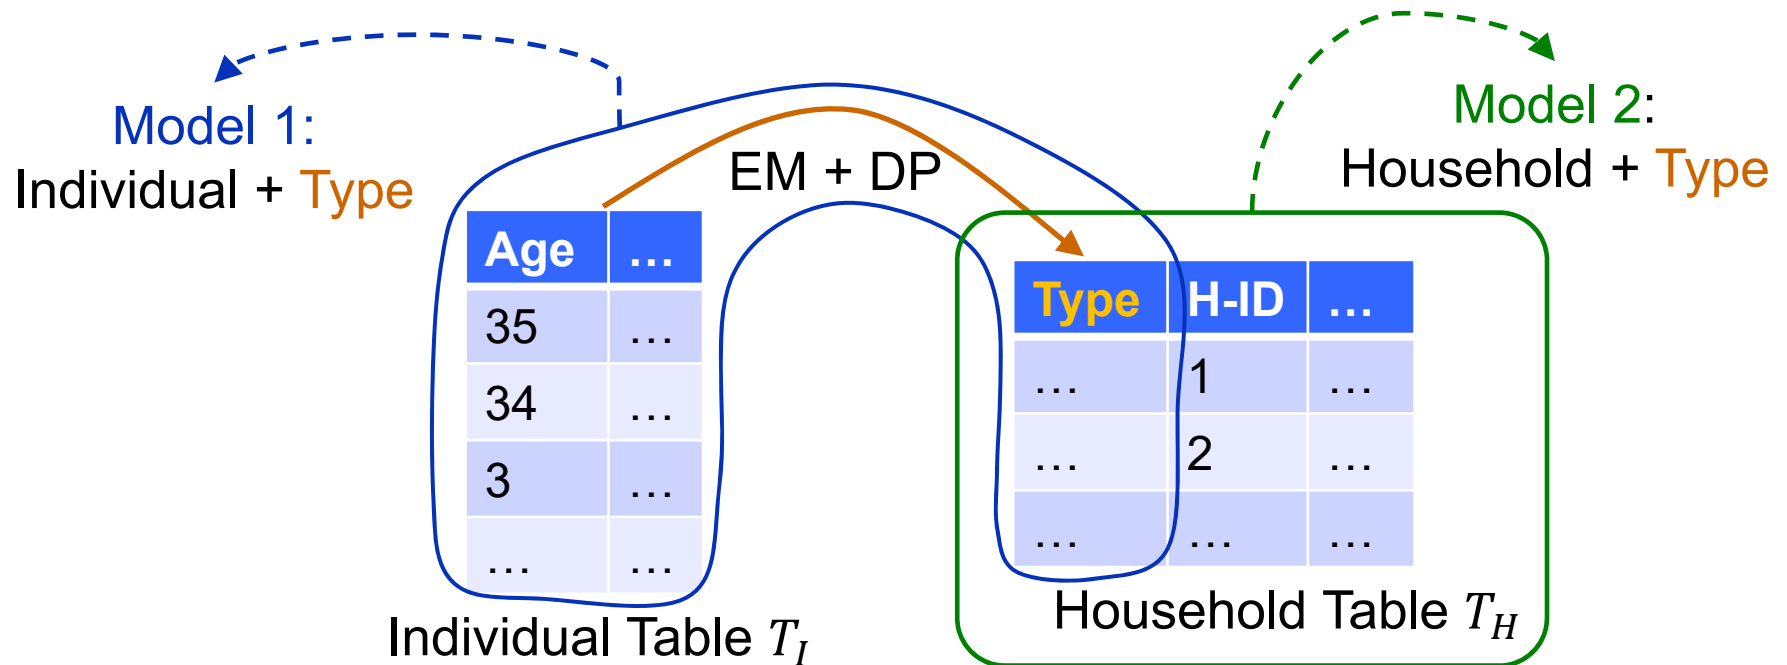 Model 1:
Individual + Type
EM + DP
Model 2:
Household + Type
Age …
35 …
34 …
3 …
… …
Individual Table T_I
Type H-ID …
… 1 …
… 2 …
… … …
Household Table T_H